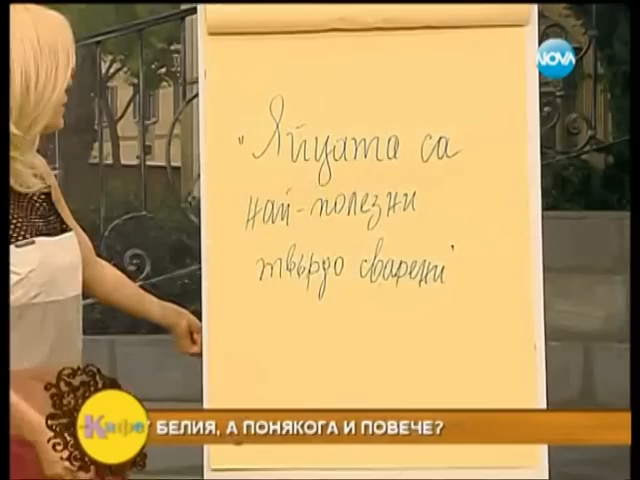 NOVA
"Яйцата са
най-полезни
твърдо сварени"
Кафе
БЕЛИЯ, А ПОНЯКОГА И ПОВЕЧЕ?